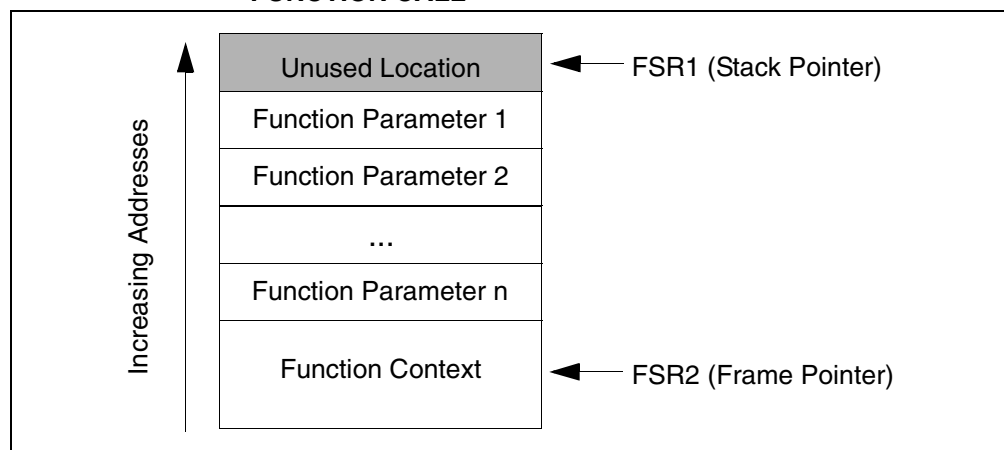 Increasing Addresses
Unused Location
FSR1 (Stack Pointer)
Function Parameter 1
Function Parameter 2
...
Function Parameter n
Function Context
FSR2 (Frame Pointer)